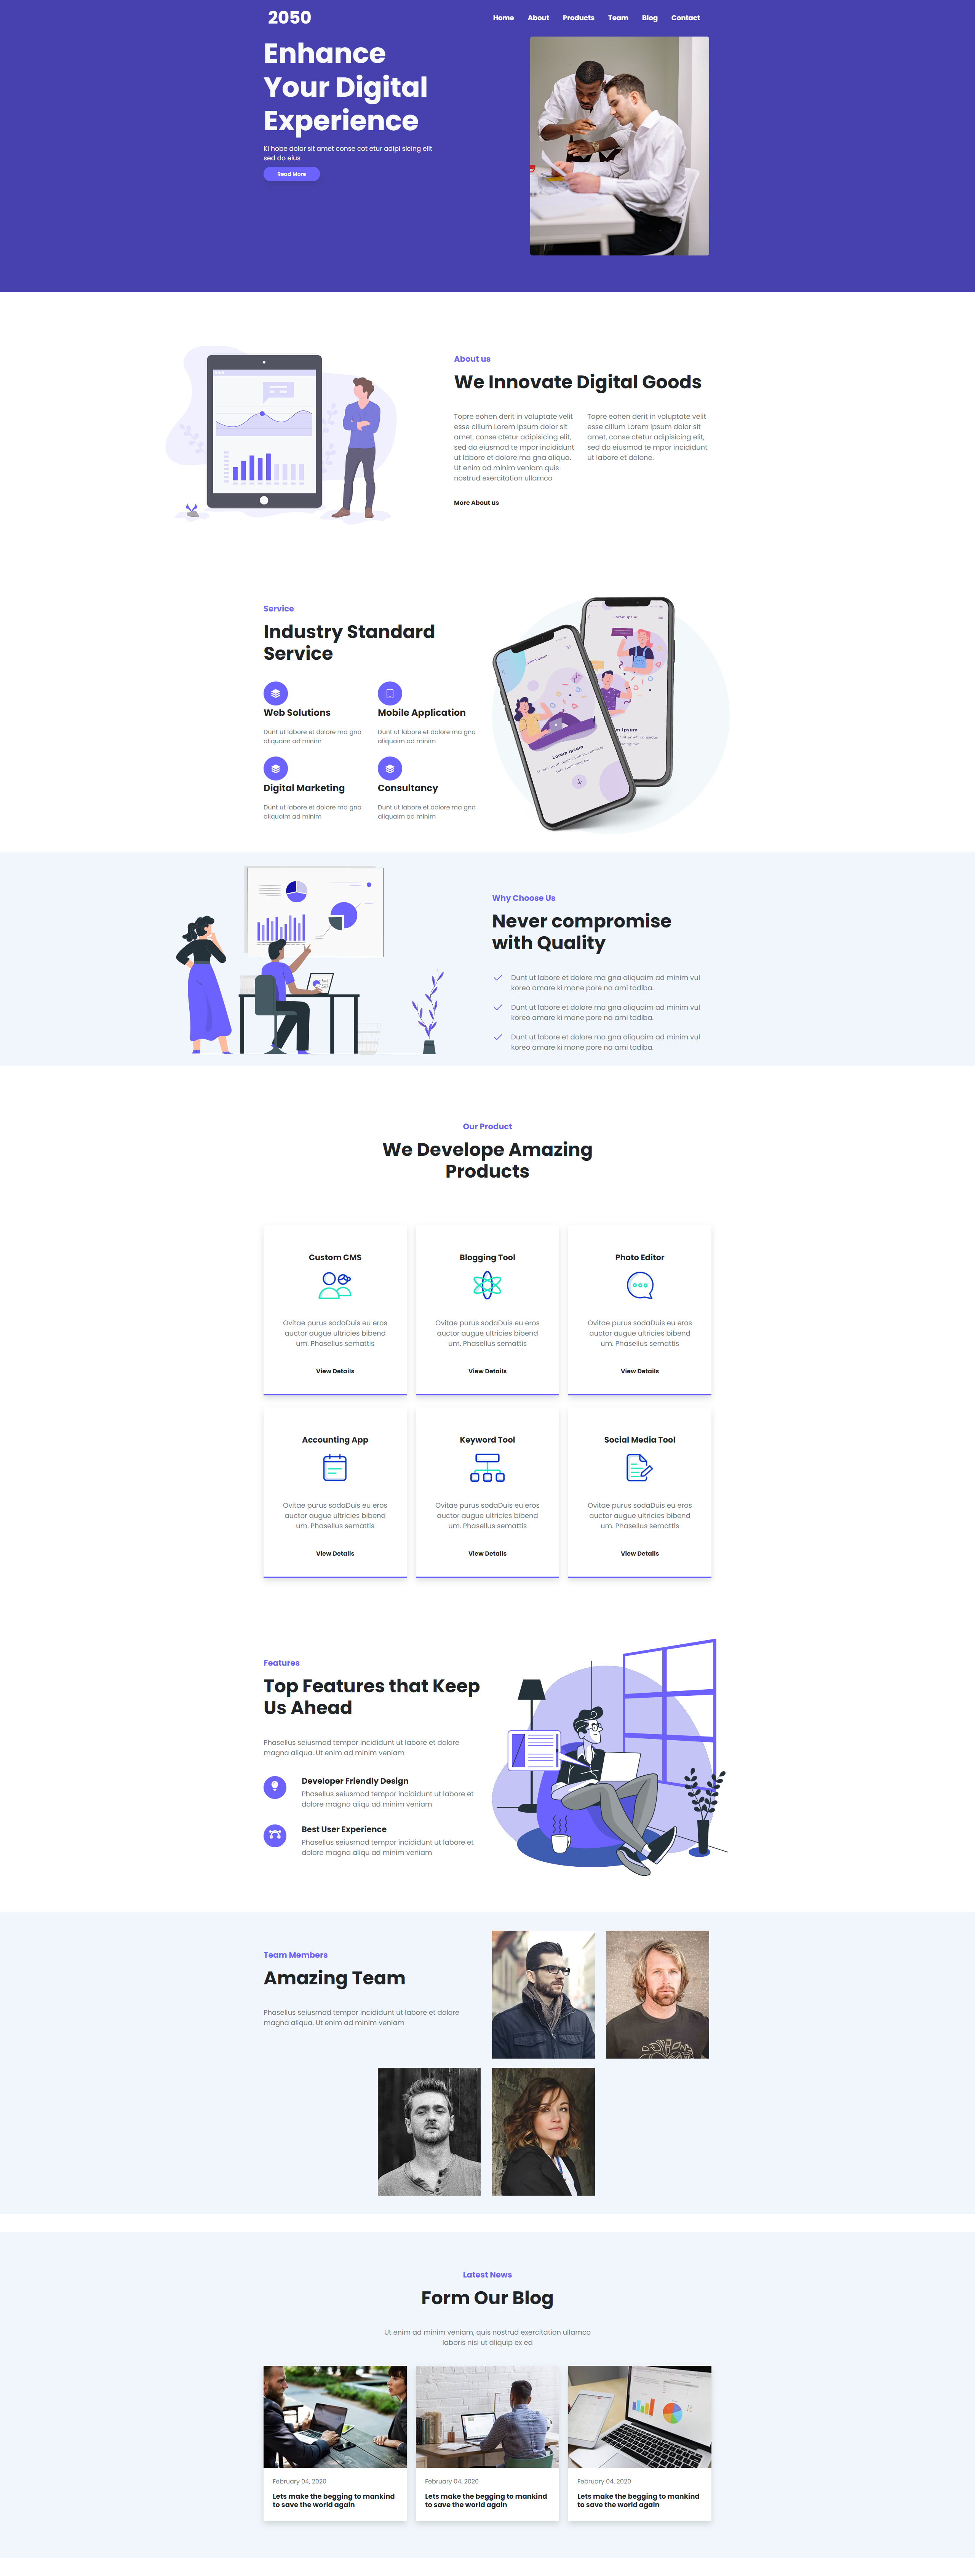 2050
Home
About
Products
Team
Blog
Contact
Enhance
Your Digital
Experience
Ki hobe dolor sit amet conse cot etur adipi sicing elit
sed do eius
Read More
About us
We Innovate Digital Goods
Topre eohen derit in voluptate velit
esse cillum Lorem ipsum dolor sit
amet, conse ctetur adipisicing elit,
sed do eiusmod te mpor incididunt
ut labore et dolore ma gna aliqua.
Ut enim ad minim veniam quis
nostrud exercitation ullamco
Topre eohen derit in voluptate velit
esse cillum Lorem ipsum dolor sit
amet, conse ctetur adipisicing elit,
sed do eiusmod te mpor incididunt
ut labore et dolone.
More About us
Service
Industry Standard
Service
Web Solutions
Dunt ut labore et dolore ma gna
aliquaim ad minim
Mobile Application
Dunt ut labore et dolore ma gna
aliquaim ad minim
Digital Marketing
Dunt ut labore et dolore ma gna
aliquaim ad minim
Consultancy
Dunt ut labore et dolore ma gna
aliquaim ad minim
Lorem Ipsum
Lorem Ipsum
Why Choose Us
Never compromise
with Quality
Dunt ut labore et dolore ma gna aliquaim ad minim vul
koreo amare ki mone pore na ami todiba.
Dunt ut labore et dolore ma gna aliquaim ad minim vul
koreo amare ki mone pore na ami todiba.
Dunt ut labore et dolore ma gna aliquaim ad minim vul
koreo amare ki mone pore na ami todiba.
Our Product
We Develope Amazing
Products
Custom CMS
Ovitae purus sodaDuis eu eros
auctor augue ultricies bibend
um. Phasellus semattis
View Details
Blogging Tool
Ovitae purus sodaDuis eu eros
auctor augue ultricies bibend
um. Phasellus semattis
View Details
Photo Editor
Ovitae purus sodaDuis eu eros
auctor augue ultricies bibend
um. Phasellus semattis
View Details
Accounting App
Ovitae purus sodaDuis eu eros
auctor augue ultricies bibend
um. Phasellus semattis
View Details
Keyword Tool
Ovitae purus sodaDuis eu eros
auctor augue ultricies bibend
um. Phasellus semattis
View Details
Social Media Tool
Ovitae purus sodaDuis eu eros
auctor augue ultricies bibend
um. Phasellus semattis
View Details
Features
Top Features that Keep
Us Ahead
Phasellus seiusmod tempor incididunt ut labore et dolore
magna aliqua. Ut enim ad minim veniam
Developer Friendly Design
Phasellus seiusmod tempor incididunt ut labore et
dolore magna aliqu ad minim veniam
Best User Experience
Phasellus seiusmod tempor incididunt ut labore et
dolore magna aliqu ad minim veniam
Team Members
Amazing Team
Phasellus seiusmod tempor incididunt ut labore et dolore
magna aliqua. Ut enim ad minim veniam
Latest News
Form Our Blog
Ut enim ad minim veniam, quis nostrud exercitation ullamco
laboris nisi ut aliquip ex ea
February 04, 2020
Lets make the begging to mankind
to save the world again
February 04, 2020
Lets make the begging to mankind
to save the world again
February 04, 2020
Lets make the begging to mankind
to save the world again